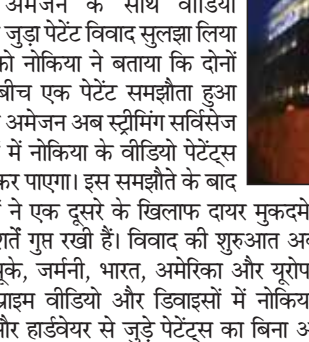 अमेजन के साथ वीडियो
जुड़ा पेटेंट विवाद सुलझा लिया
को नोकिया ने बताया कि दोनों
बीच एक पेटेंट समझौता हुआ
अमेजन अब स्ट्रीमिंग सर्विसेज
में नोकिया के वीडियो पेटेंट्स
कर पाएगा। इस समझौते के बाद
ने एक दूसरे के खिलाफ दायर मुकदमे
शर्तें गुप्त रखी हैं। विवाद की शुरुआत
जर्मनी, भारत, अमेरिका और यूरोप
प्राइम वीडियो और डिवाइसों में नोकिया
और हार्डवेयर से जुड़े पेटेंट्स का बिना